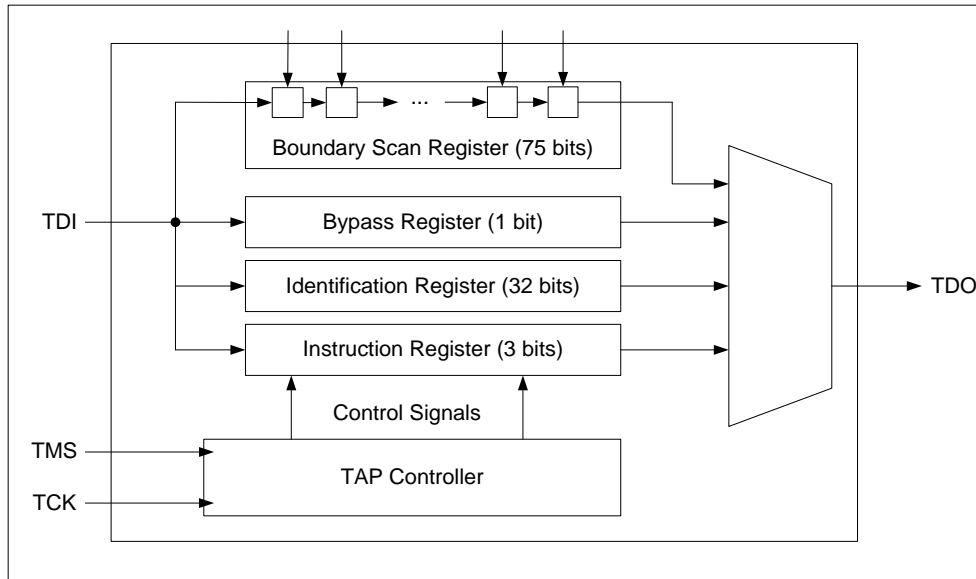 ...
Boundary Scan Register (75 bits)
TDI
Bypass Register (1 bit)
Identification Register (32 bits)
TDO
Instruction Register (3 bits)
Control Signals
TMS
TAP Controller
TCK